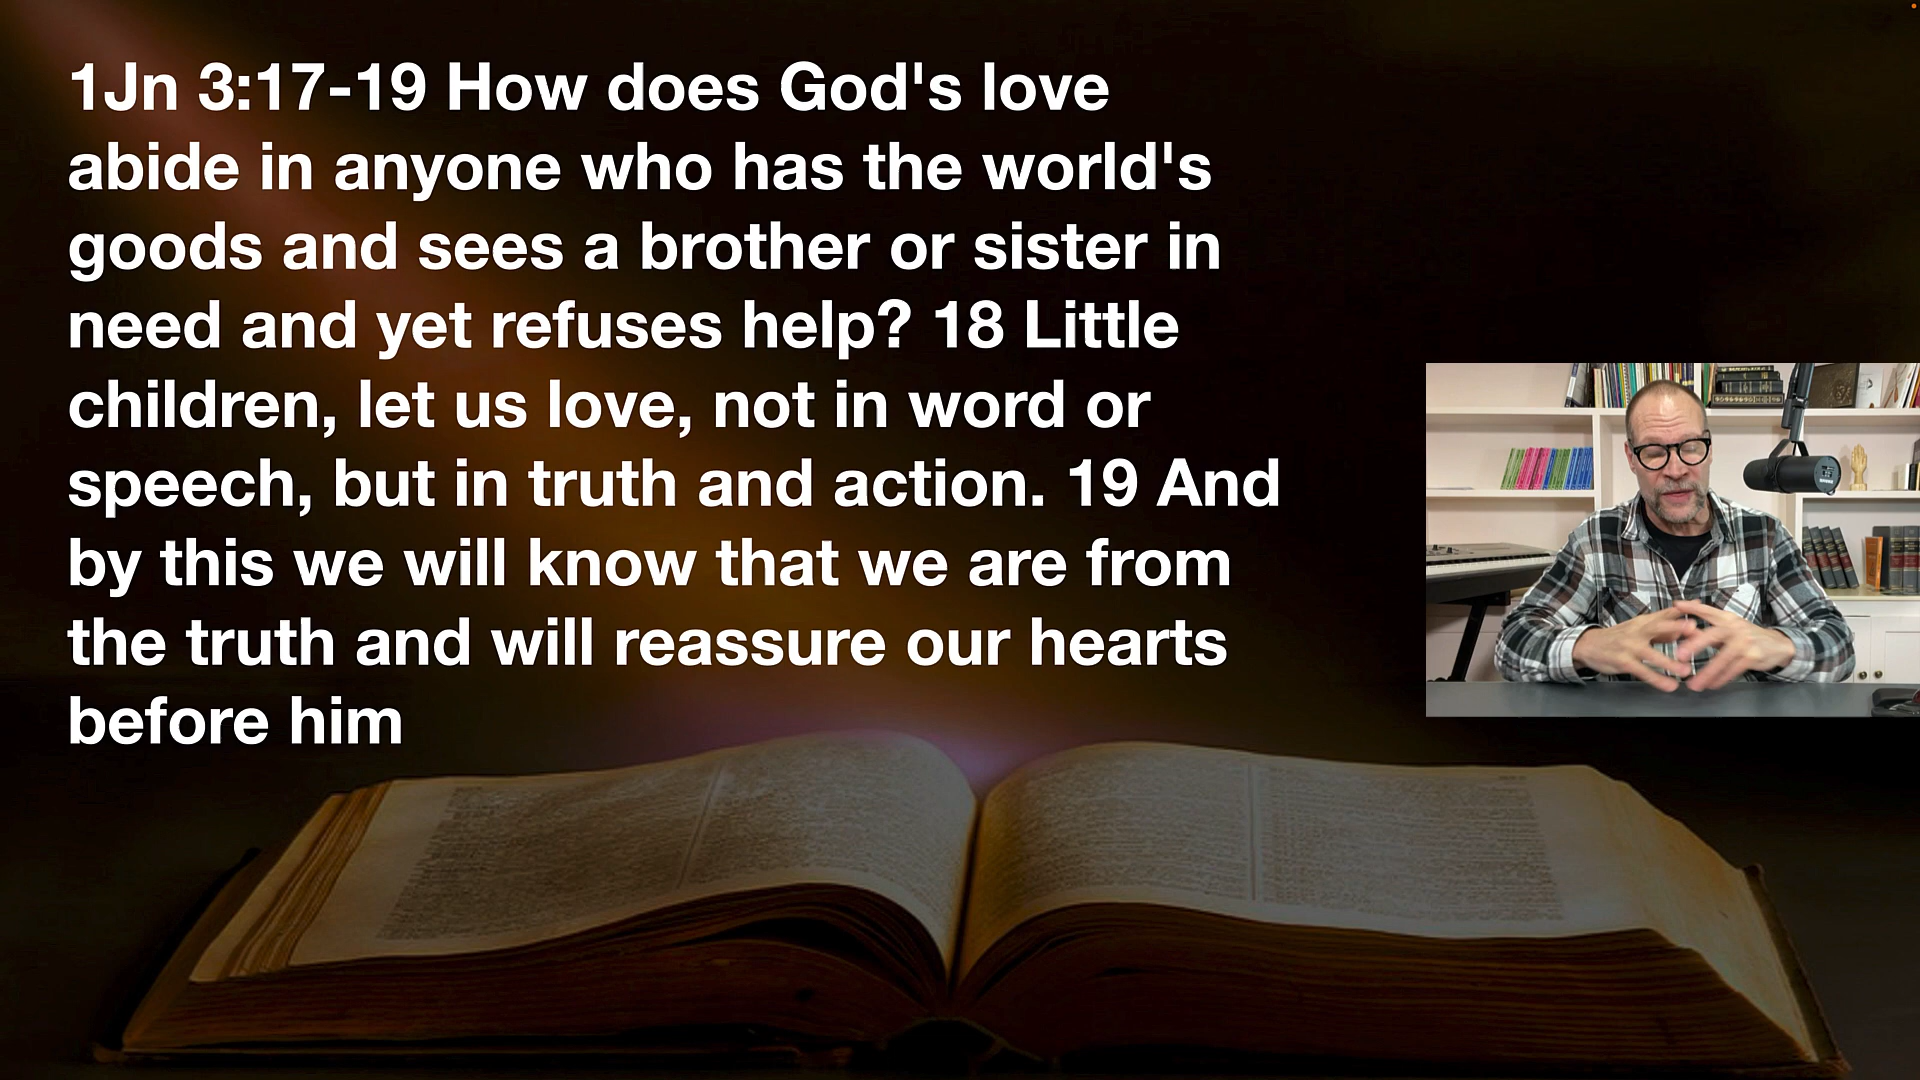 1Jn 3:17-19 How does God's love
abide in anyone who has the world's
goods and sees a brother or sister in
need and yet refuses help? 18 Little
children, let us love, not in word or
speech, but in truth and action. 19 And
by this we will know that we are from
the truth and will reassure our hearts
before him